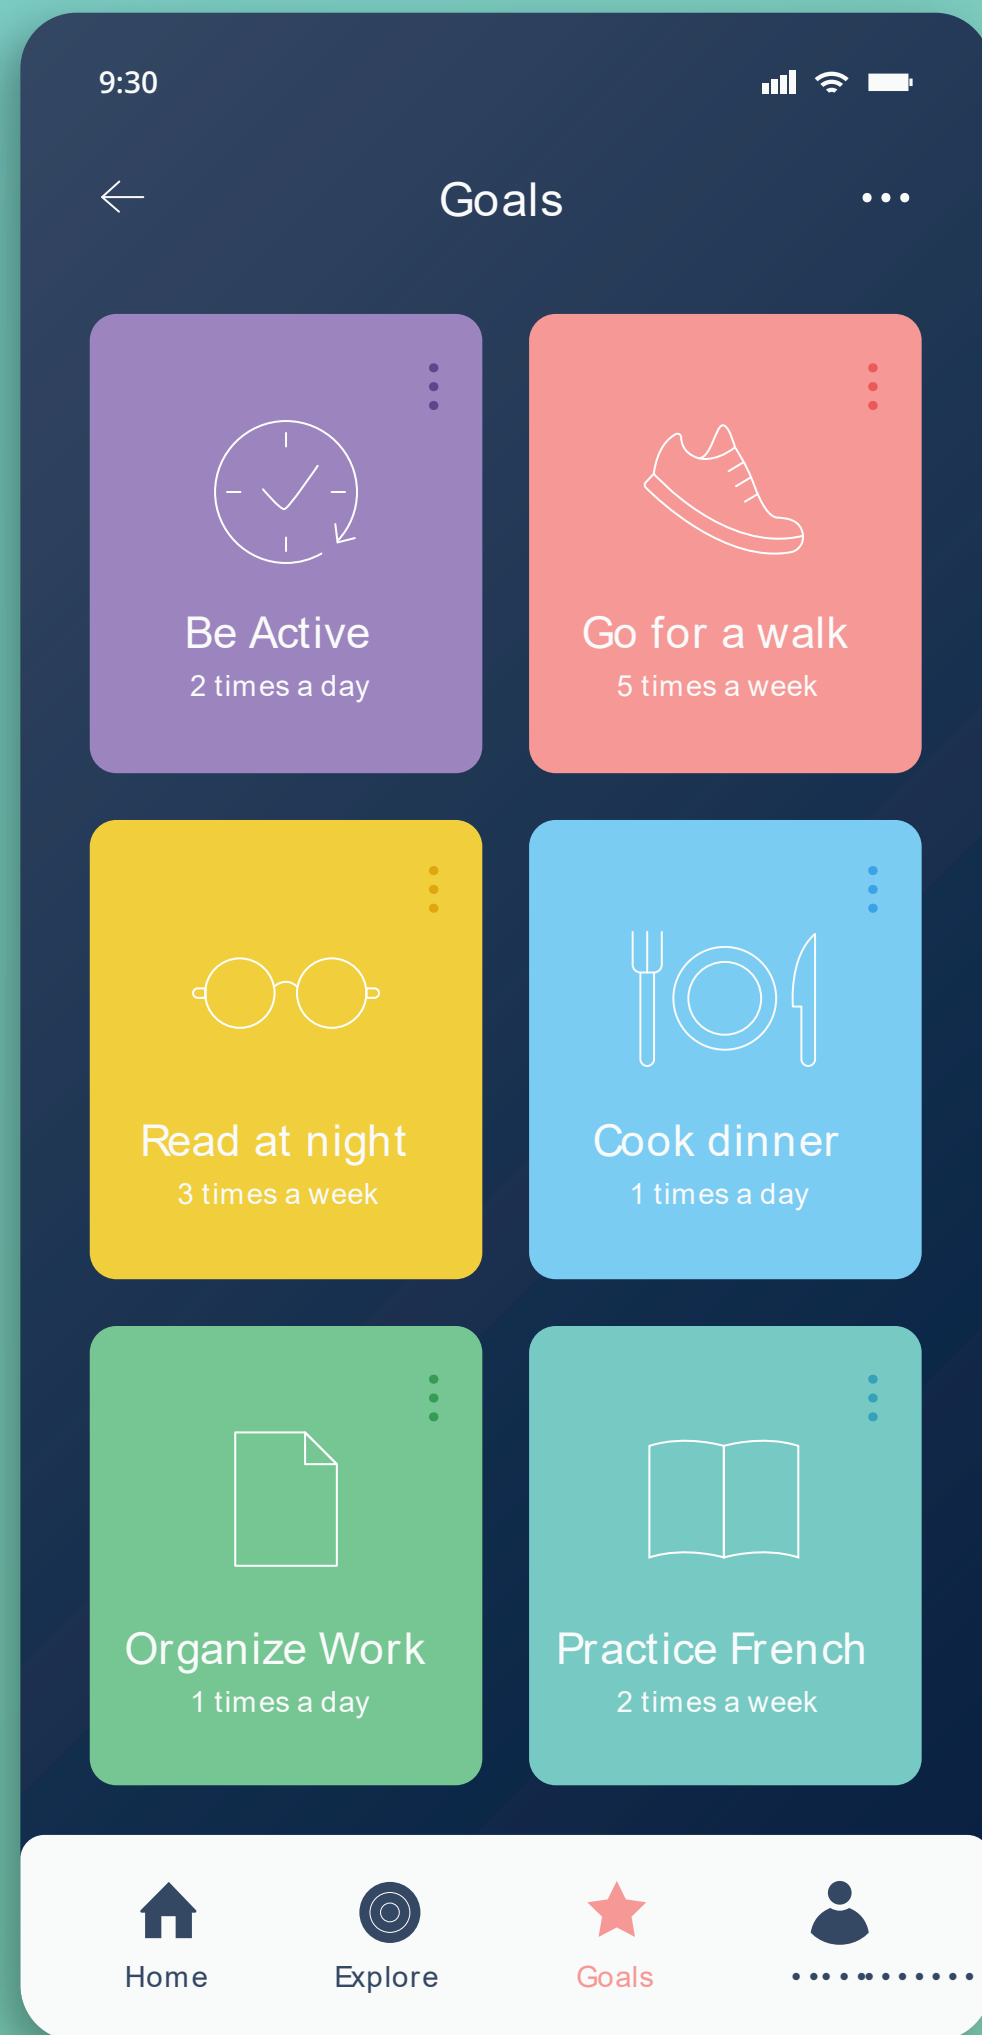 9:30
Goals
Be Active
2 times a day
Go for a walk
5 times a week
Read at night
3 times a week
Cook dinner
1 times a day
Organize Work
1 times a day
Practice French
2 times a week
Home
Explore
Goals